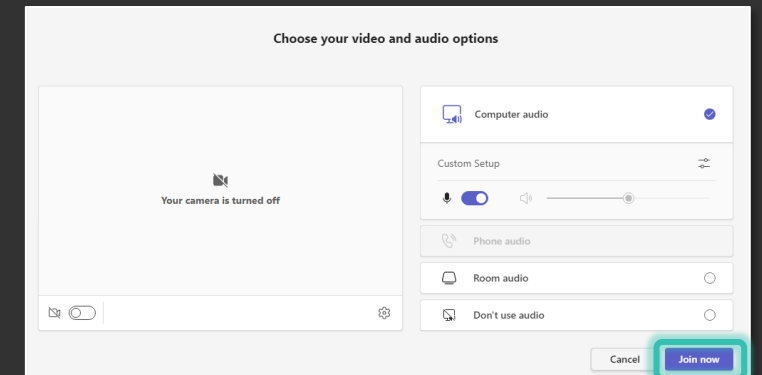 Choose your video and audio options
Your camera is turned off
Computer audio
Custom Setup
Phone audio
Room audio
Don't use audio
Cancel
Join now